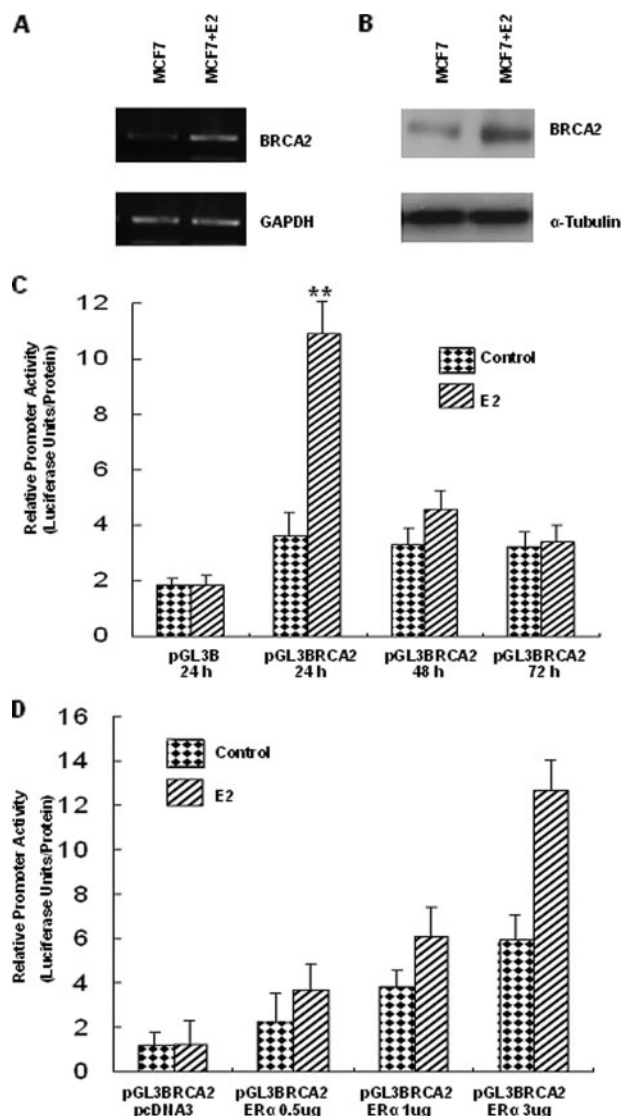 A
MCF7
MCF7+E2
BRCA2
GAPDH
B
MCF7
MCF7+E2
BRCA2
α-Tubulin
C
Relative Promoter Activity
(Luciferase Units/Protein)
12
10
8
6
4
2
0
**
Control
E2
pGL3B
24 h
pGL3BRCA2
24 h
pGL3BRCA2
48 h
pGL3BRCA2
72 h
D
Relative Promoter Activity
(Luciferase Units/Protein)
16
14
12
10
8
6
4
2
0
Control
E2
pGL3BRCA2
pcDNA3
pGL3BRCA2
ERα 0.5ug
pGL3BRCA2
ERα 1ug
pGL3BRCA2
ERα 3ug